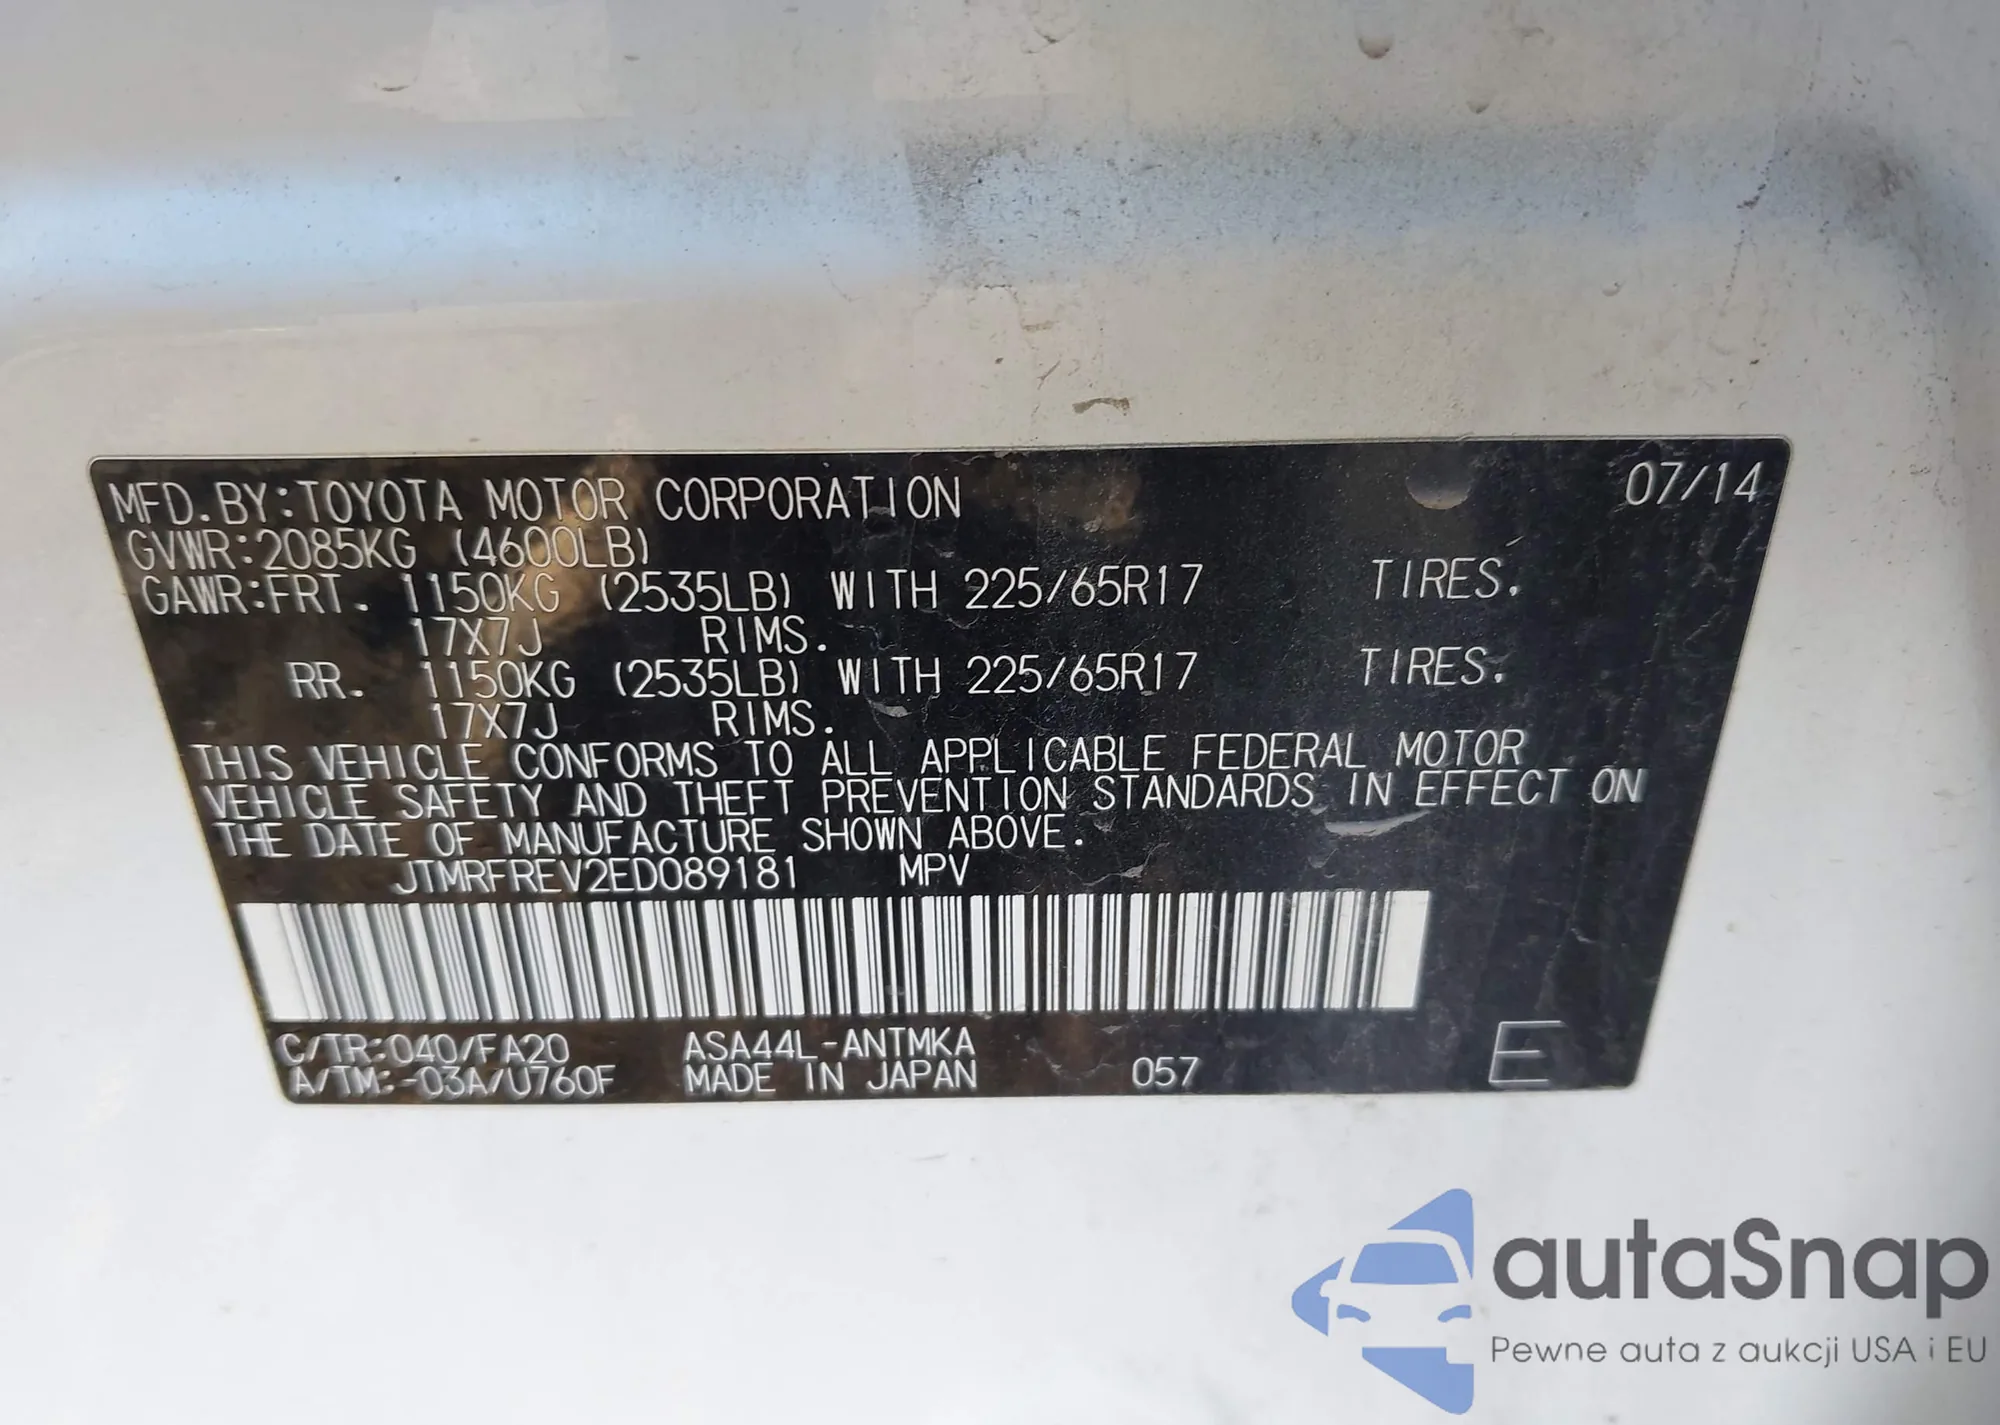 MFD. BY: TOYOTA MOTOR CORPORATION 07/14
GVWR: 2085KG (4600LB)
GAWR: FRT. 1150KG (2535LB) WITH 225/65R17 TIRES.
17X7J RIMS.
RR. 1150KG (2535LB) WITH 225/65R17 TIRES.
17X7J RIMS.
THIS VEHICLE CONFORMS TO ALL APPLICABLE FEDERAL MOTOR
VEHICLE SAFETY AND THEFT PREVENTION STANDARDS IN EFFECT ON
THE DATE OF MANUFACTURE SHOWN ABOVE.
JTMRFREV2ED089181 MPV
C/TR: 040/FA20 ASA44L-ANTMKA
A/TM: -03A/U760F MADE IN JAPAN 057 E
autaSnap
Pewne auta z aukcji USA i EU